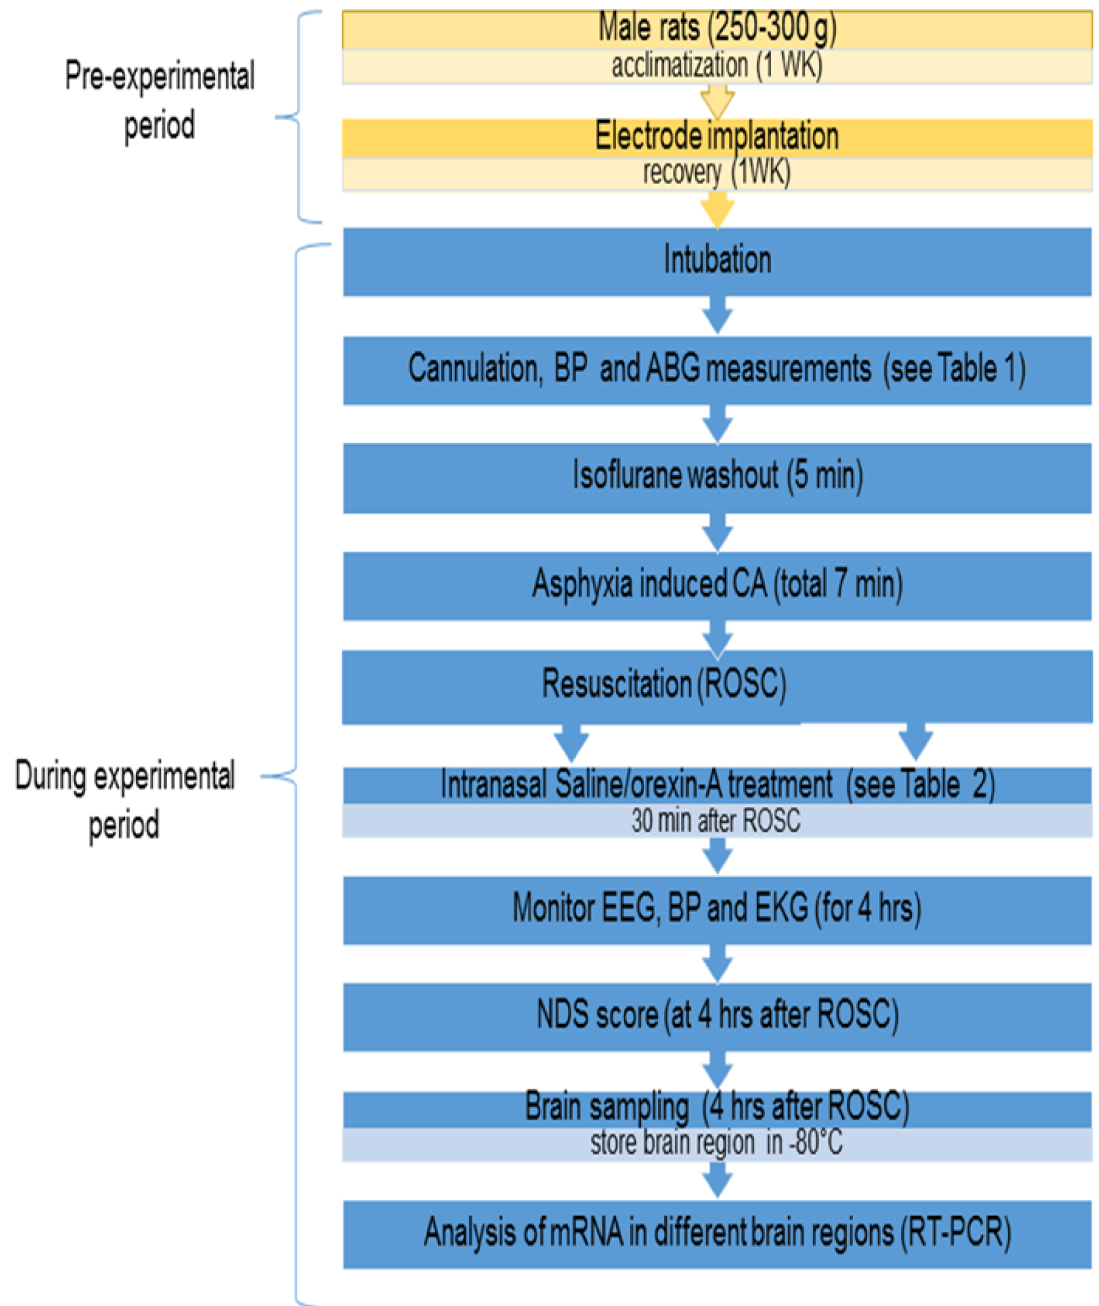 Male rats (250-300 g)
acclimatization (1 WK)
Pre-experimental
period
Electrode implantation
recovery (1WK)
Intubation
Cannulation, BP and ABG measurements (see Table 1)
Isoflurane washout (5 min)
Asphyxia induced CA (total 7 min)
Resuscitation (ROSC)
During experimental
period
Intranasal Saline/orexin-A treatment (see Table 2)
30 min after ROSC
Monitor EEG, BP and EKG (for 4 hrs)
NDS score (at 4 hrs after ROSC)
Brain sampling (4 hrs after ROSC)
store brain region in -80°C
Analysis of mRNA in different brain regions (RT-PCR)